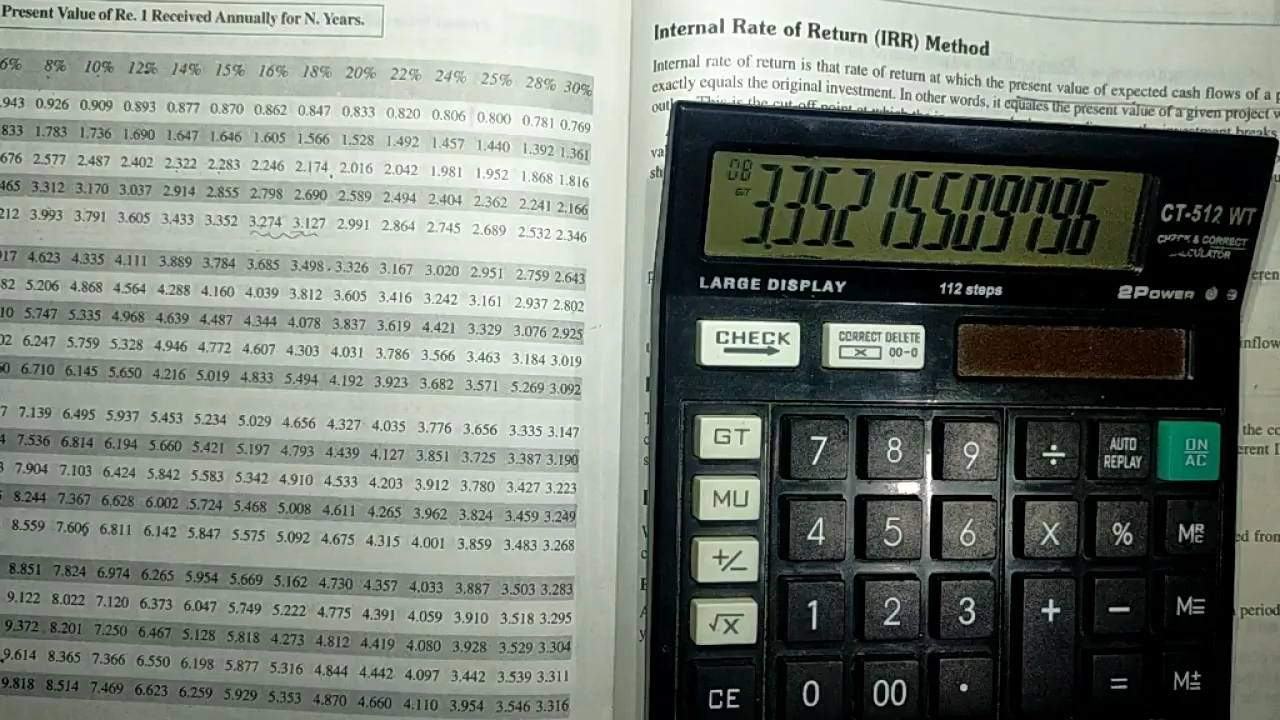 Present Value of Re. 1 Received Annually for N. Years.
6% 8% 10% 12% 14% 15% 16% 18% 20% 22% 24% 25% 28% 30%
.943 0.926 0.909 0.893 0.877 0.870 0.862 0.847 0.833 0.820 0.806 0.800 0.781 0.769
833 1.783 1.736 1.690 1.647 1.646 1.605 1.566 1.528 1.492 1.457 1.440 1.392 1.361
676 2.577 2.487 2.402 2.322 2.283 2.246 2.174 2.016 2.042 1.981 1.952 1.868 1.816
465 3.312 3.170 3.037 2.914 2.855 2.798 2.690 2.589 2.494 2.404 2.362 2.241 2.166
212 3.993 3.791 3.605 3.433 3.352 3.274 3.127 2.991 2.864 2.745 2.689 2.532 2.346
17 4.623 4.335 4.111 3.889 3.784 3.685 3.498 3.326 3.167 3.020 2.951 2.759 2.643
82 5.206 4.868 4.564 4.288 4.160 4.039 3.812 3.605 3.416 3.242 3.161 2.937 2.802
10 5.747 5.335 4.968 4.639 4.487 4.344 4.078 3.837 3.619 4.421 3.329 3.076 2.925
02 6.247 5.759 5.328 4.946 4.772 4.607 4.303 4.031 3.786 3.566 3.463 3.184 3.019
0 6.710 6.145 5,650 4.216 5.019 4.833 5.494 4.192 3.923 3.682 3.571 5.269 3.092
7 7.139 6.495 5.937 5.453 5.234 5.029 4.656 4.327 4.035 3.776 3.656 3.335 3.147
4 7.536 6.814 6.194 5.660 5.421 5.197 4.793 4.439 4.127 3.851 3.725 3.387 3.190
3 7.904 7.103 6.424 5.842 5.583 5.342 4.910 4.533 4.203 3.912 3.780 3.427 3.223
8.244 7.367 6.628 6.002 5.724 5.468 5.008 4.611 4.265 3.962 3.824 3.459 3.249
8.559 7.606 6.811 6.142 5.847 5.575 5.092 4.675 4.315 4.001 3,859 3.483 3.268
8.851 7.824 6.974 6.265 5.954 5.669 5.162 4.730 4.357 4.033 3,887 3.503 3.283
9.122 8.022 7.120 6.373 6.047 5.749 5.222 4.775 4.391 4.059 3.910 3.518 3.295
9.372 8.201 7.250 6.467 5.128 5.818 4.273 4.812 4.419 4.080 3.928 3.529 3.304
9.614 8.365 7.366 6.550 6.198 5.877 5.316 4.844 4.442 4.097 3.442 3.539 3.311
9.818 8.514 7.469 6.623 6.259 5.929 5.353 4.870 4.660 4.110 3.954 3.546 3.316
Internal Rate of Return (IRR) Method
Internal rate of return is that rate of return at which the present value of expected cash flows of a
exactly equals the original investment. In other words, it equates the present value of a given project
08
GT
3.35215509796
CT-512 WT
CHECK & CORRECT
CALCULATOR
LARGE DISPLAY 112 steps 2POWER
CHECK
CORRECT DELETE
00→0
GT 7 8 9 ÷ AUTO REPLAY ON AC
MU 4 5 6 X % MRC
+/− 1 2 3 + − M=
√X
CE 0 00 . = M±
inflow
the co
ed from
period